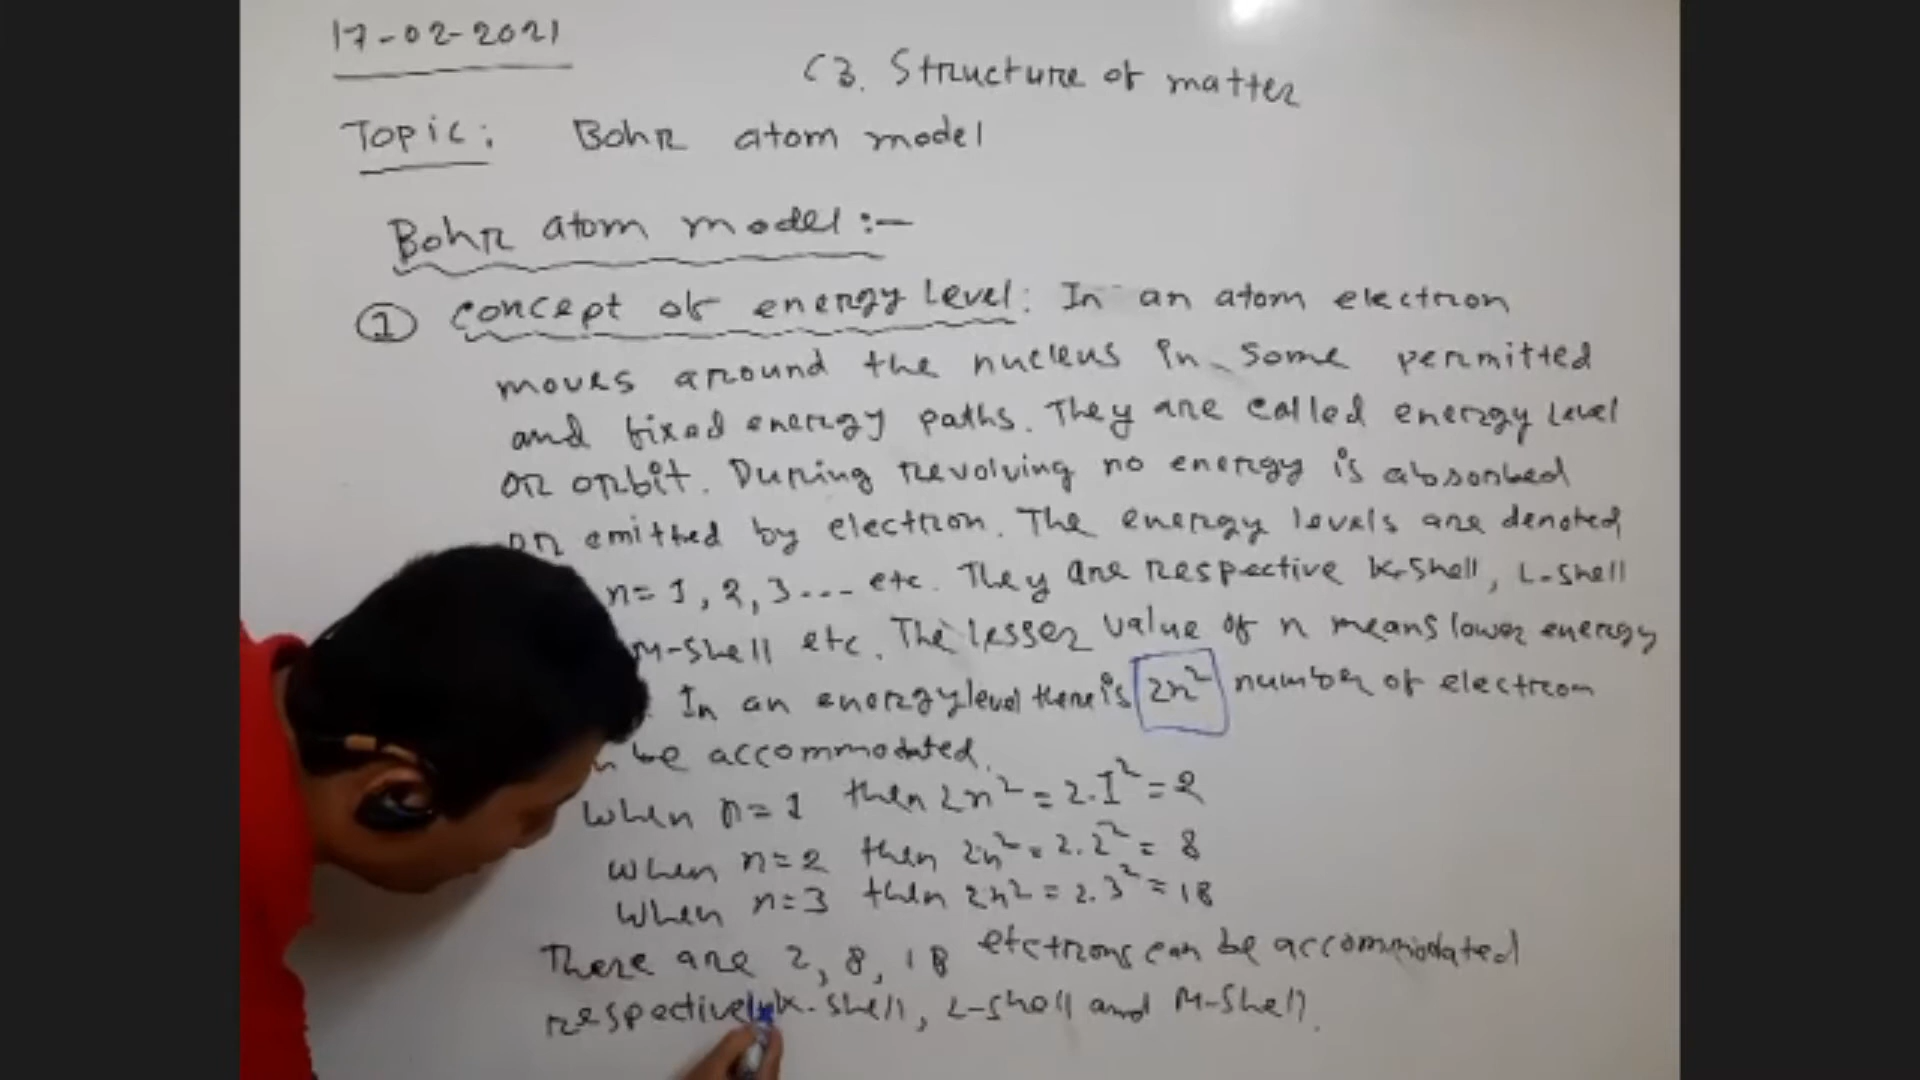 17-02-2021
C3. Structure of matter
Topic: Bohr atom model
Bohr atom model :-
① concept of energy Level: In an atom electron
moves around the nucleus in some permitted
and fixed energy paths. They are called energy level
or orbit. During revolving no energy is absorbed
or emitted by electron. The energy levels are denoted
n=1, 2, 3.... etc. They are respective K-shell, L-shell
M-shell etc. The lesser value of n means lower energy
. In an energy level there is 2n² number of electron
be accommodated.
When n=1 then 2n² = 2.1² = 2
When n=2 then 2n² = 2.2² = 8
When n=3 then 2n² = 2.3² = 18
There are 2, 8, 18 electrons can be accommodated
respectively K-shell, L-shell and M-shell.